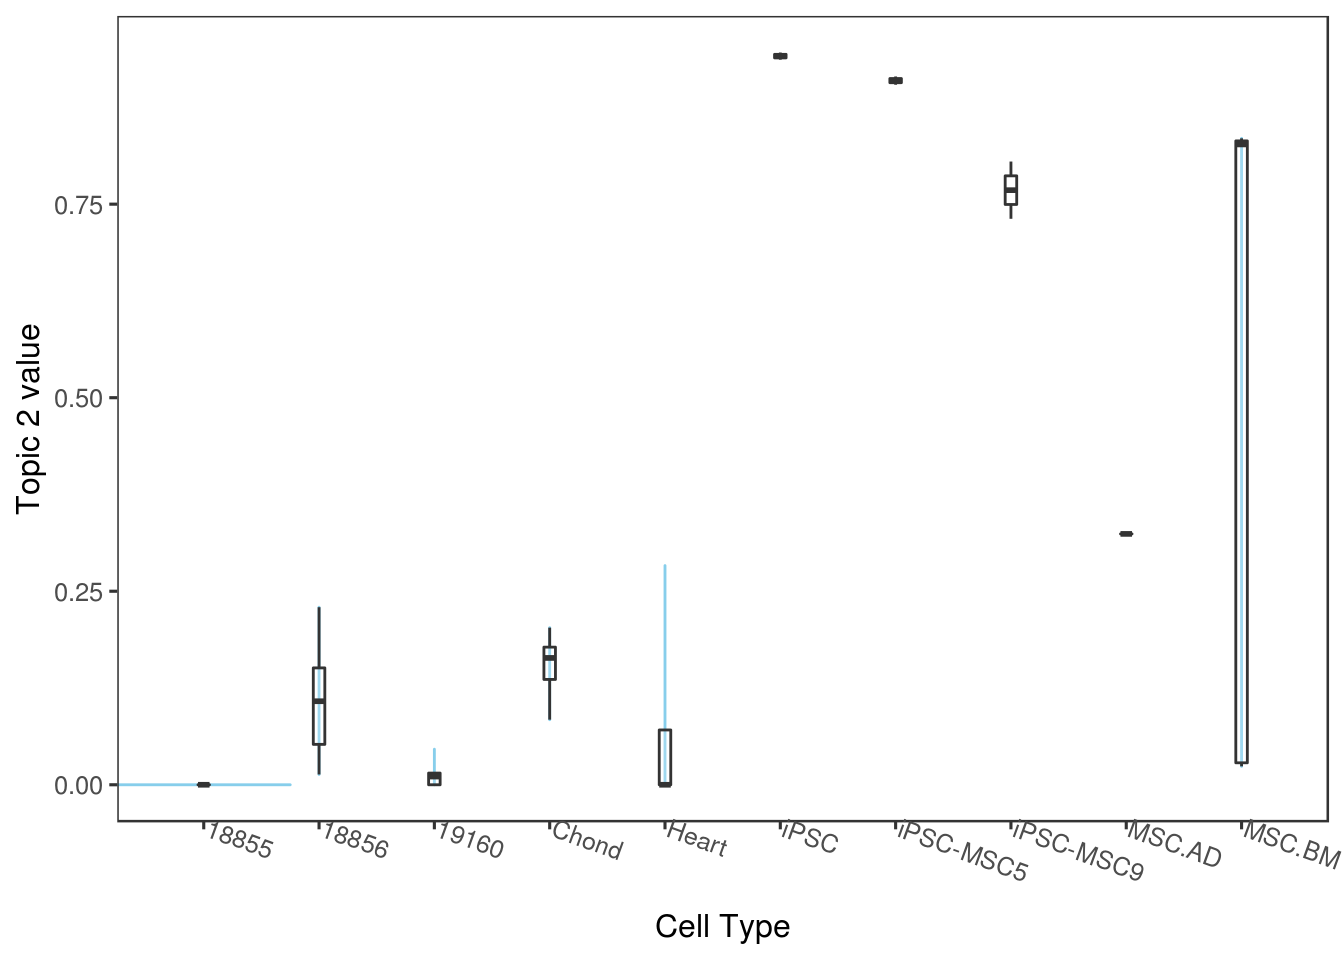 Topic 2 value
0.75
0.50
0.25
0.00
18855
18856
19160
Chond
Heart
iPSC
iPSC-MSC5
iPSC-MSC9
MSC.AD
MSC.BM
Cell Type